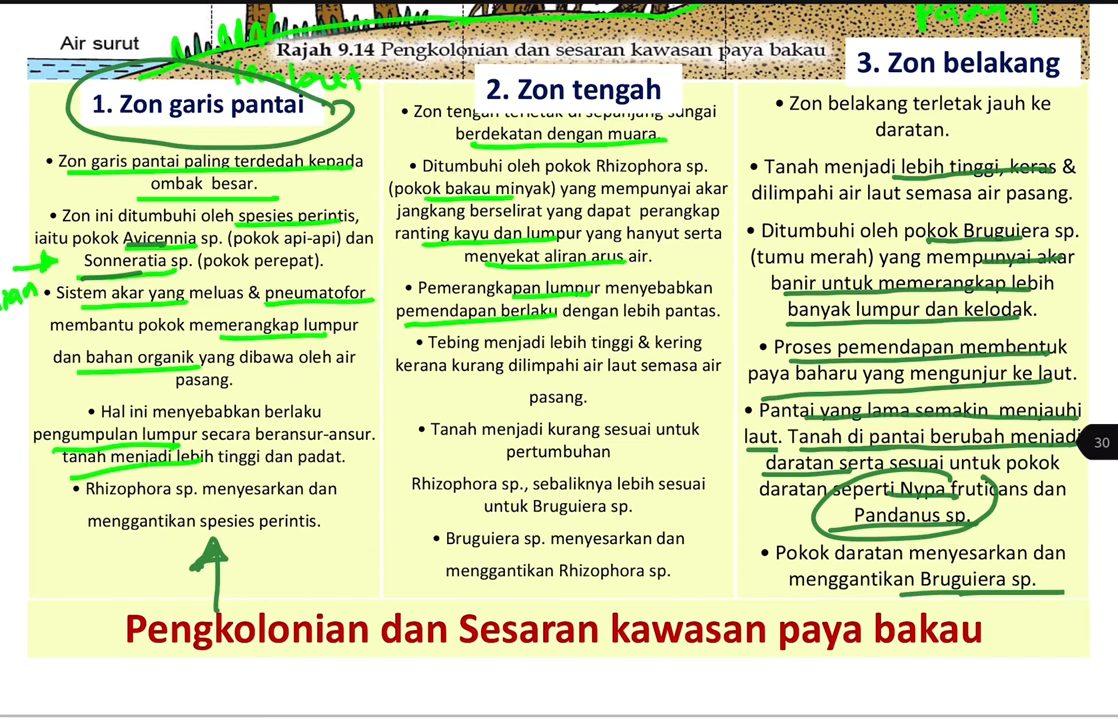 Air surut
Rajah 9.14 Pengkolonian dan sesaran kawasan paya bakau
1. Zon garis pantai
• Zon garis pantai paling terdedah kepada
ombak besar.
• Zon ini ditumbuhi oleh spesies perintis,
iaitu pokok Avicennia sp. (pokok api-api) dan
Sonneratia sp. (pokok perepat).
• Sistem akar yang meluas & pneumatofor
membantu pokok memerangkap lumpur
dan bahan organik yang dibawa oleh air
pasang.
• Hal ini menyebabkan berlaku
pengumpulan lumpur secara beransur-ansur.
tanah menjadi lebih tinggi dan padat.
• Rhizophora sp. menyesarkan dan
menggantikan spesies perintis.
2. Zon tengah
• Zon tengah terletak di sepanjang sungai
berdekatan dengan muara.
• Ditumbuhi oleh pokok Rhizophora sp.
(pokok bakau minyak) yang mempunyai akar
jangkang berselirat yang dapat perangkap
ranting kayu dan lumpur yang hanyut serta
menyekat aliran arus air.
• Pemerangkapan lumpur menyebabkan
pemendapan berlaku dengan lebih pantas.
• Tebing menjadi lebih tinggi & kering
kerana kurang dilimpahi air laut semasa air
pasang.
• Tanah menjadi kurang sesuai untuk
pertumbuhan
Rhizophora sp., sebaliknya lebih sesuai
untuk Bruguiera sp.
• Bruguiera sp. menyesarkan dan
menggantikan Rhizophora sp.
3. Zon belakang
• Zon belakang terletak jauh ke
daratan.
• Tanah menjadi lebih tinggi, keras &
dilimpahi air laut semasa air pasang.
• Ditumbuhi oleh pokok Bruguiera sp.
(tumu merah) yang mempunyai akar
banir untuk memerangkap lebih
banyak lumpur dan kelodak.
• Proses pemendapan membentuk
paya baharu yang mengunjur ke laut.
• Pantai yang lama semakin menjauhi
laut. Tanah di pantai berubah menjadi
daratan serta sesuai untuk pokok
daratan seperti Nypa fruticans dan
Pandanus sp.
• Pokok daratan menyesarkan dan
menggantikan Bruguiera sp.
30
Pengkolonian dan Sesaran kawasan paya bakau